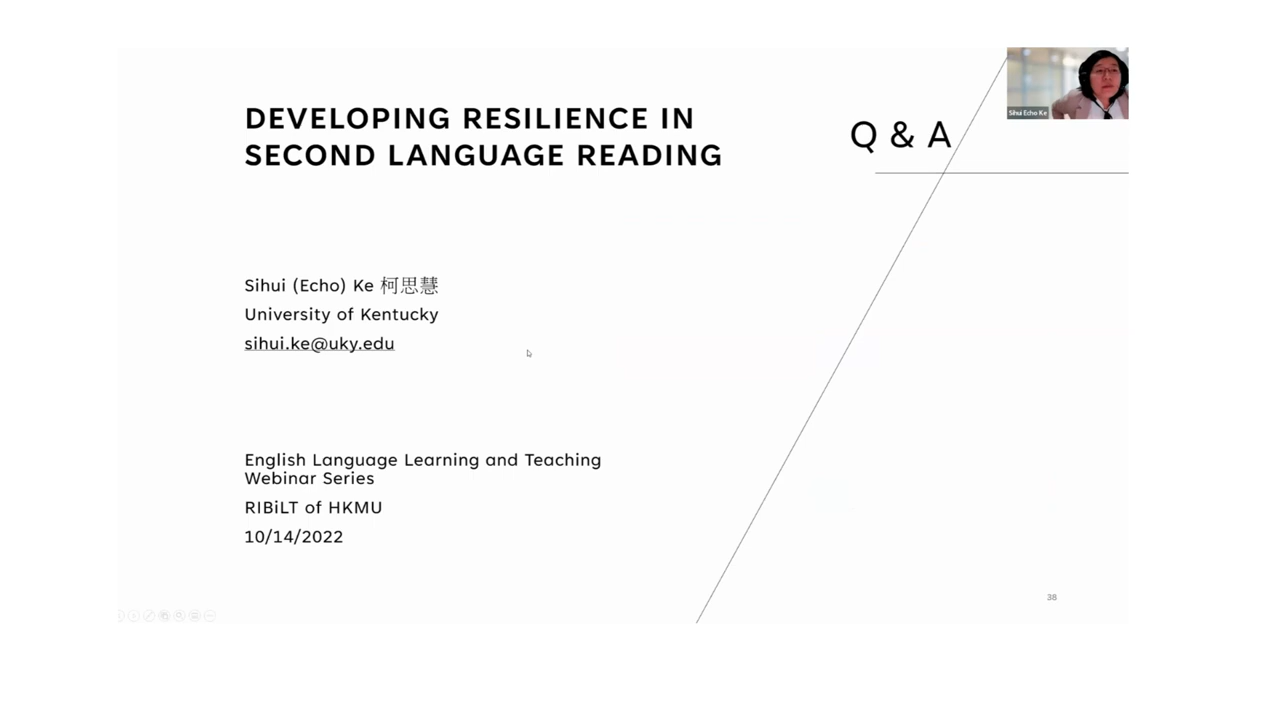 DEVELOPING RESILIENCE IN
SECOND LANGUAGE READING
Q & A
Sihui Echo Ke
Sihui (Echo) Ke 柯思慧
University of Kentucky
sihui.ke@uky.edu
English Language Learning and Teaching
Webinar Series
RIBiLT of HKMU
10/14/2022
38